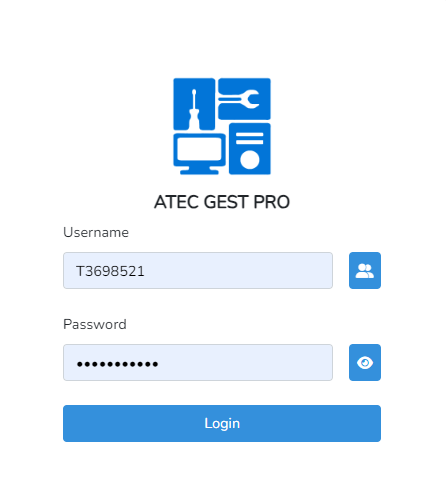 ATEC GEST PRO
Username
T3698521
Password
•••••••••••
Login